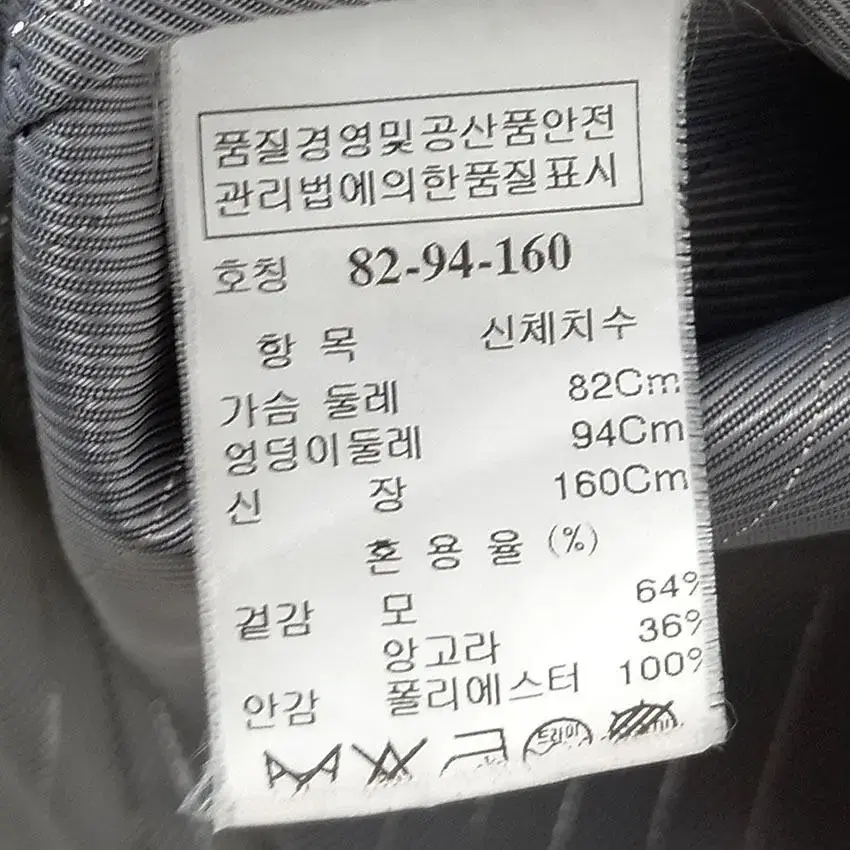 품질경영및공산품안전
관리법에의한품질표시
호칭 82-94-160
항 목 신체치수
가슴 둘레 82Cm
엉덩이둘레 94Cm
신 장 160Cm
혼 용 율 (%)
겉감 모 64%
앙고라 36%
안감 폴리에스터 100%
드라이